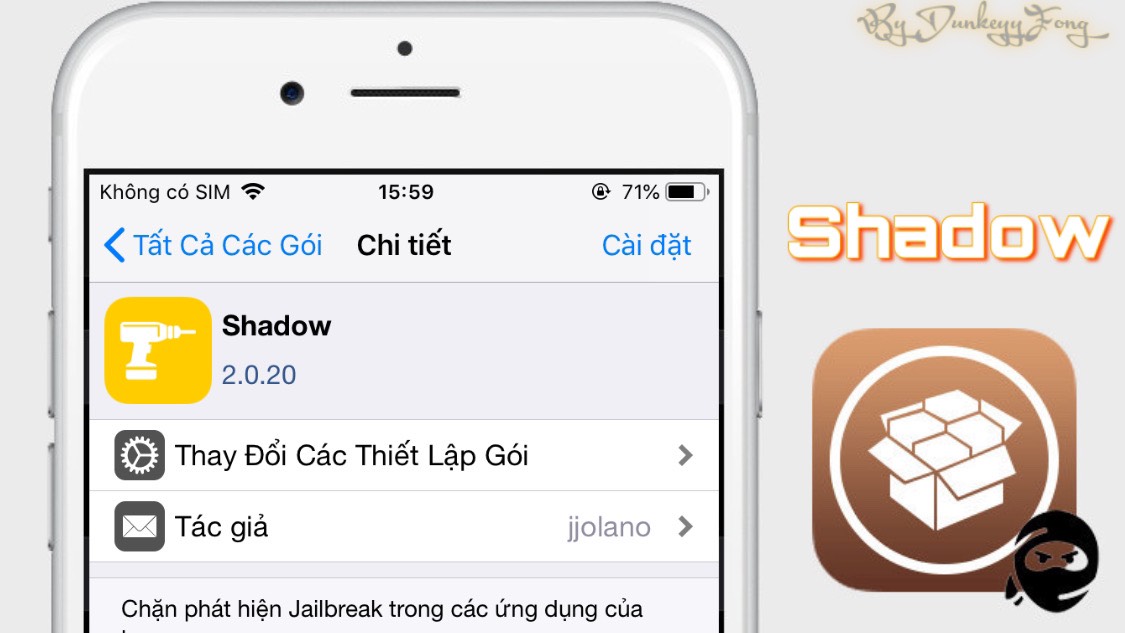 By DunkeyyFong
Không có SIM 15:59 71%
Tất Cả Các Gói Chi tiết Cài đặt
Shadow
Shadow
2.0.20
Thay Đổi Các Thiết Lập Gói
Tác giả jjolano
Chặn phát hiện Jailbreak trong các ứng dụng của